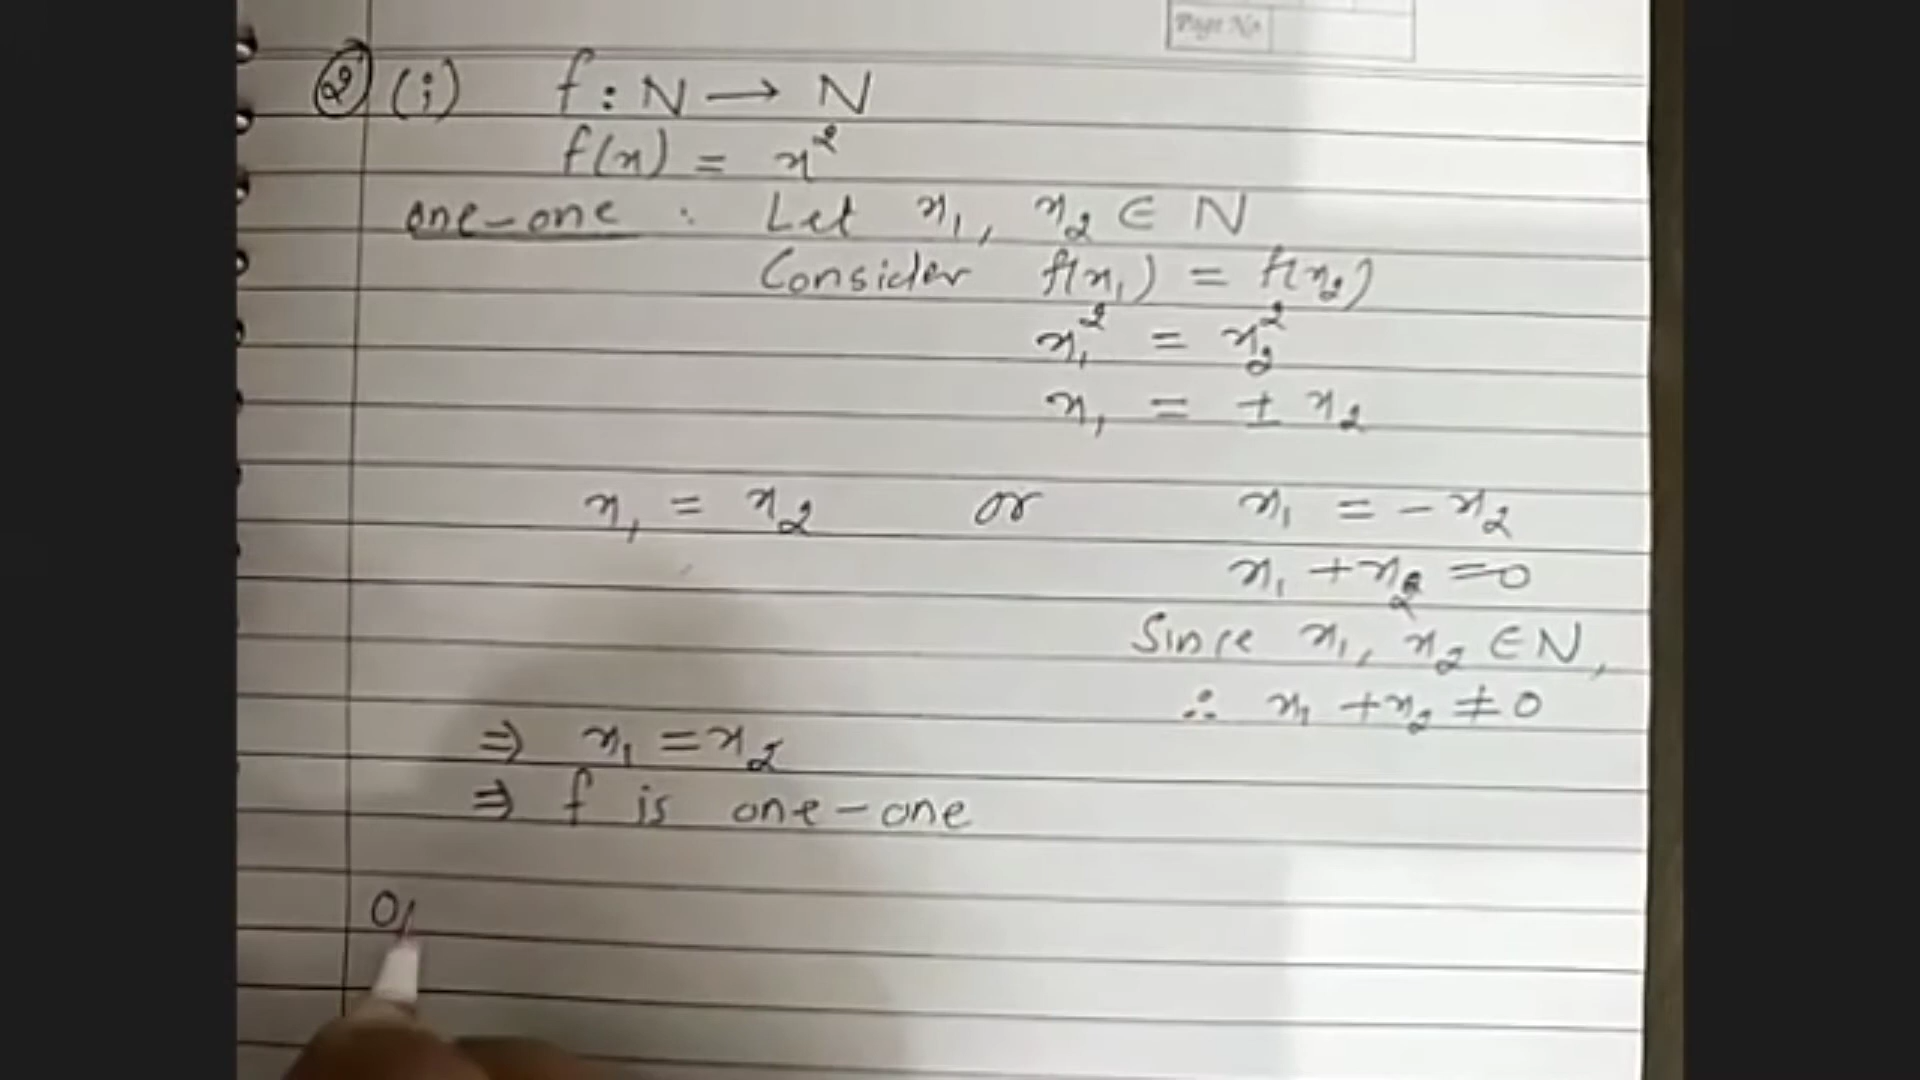 Page No
② (i) f : N → N
f(x) = x²
one-one : Let x₁, x₂ ∈ N
Consider f(x₁) = f(x₂)
x₁² = x₂²
x₁ = ± x₂
x₁ = x₂ or x₁ = - x₂
x₁ + x₂ = 0
Since x₁, x₂ ∈ N,
∴ x₁ + x₂ ≠ 0
⇒ x₁ = x₂
⇒ f is one-one